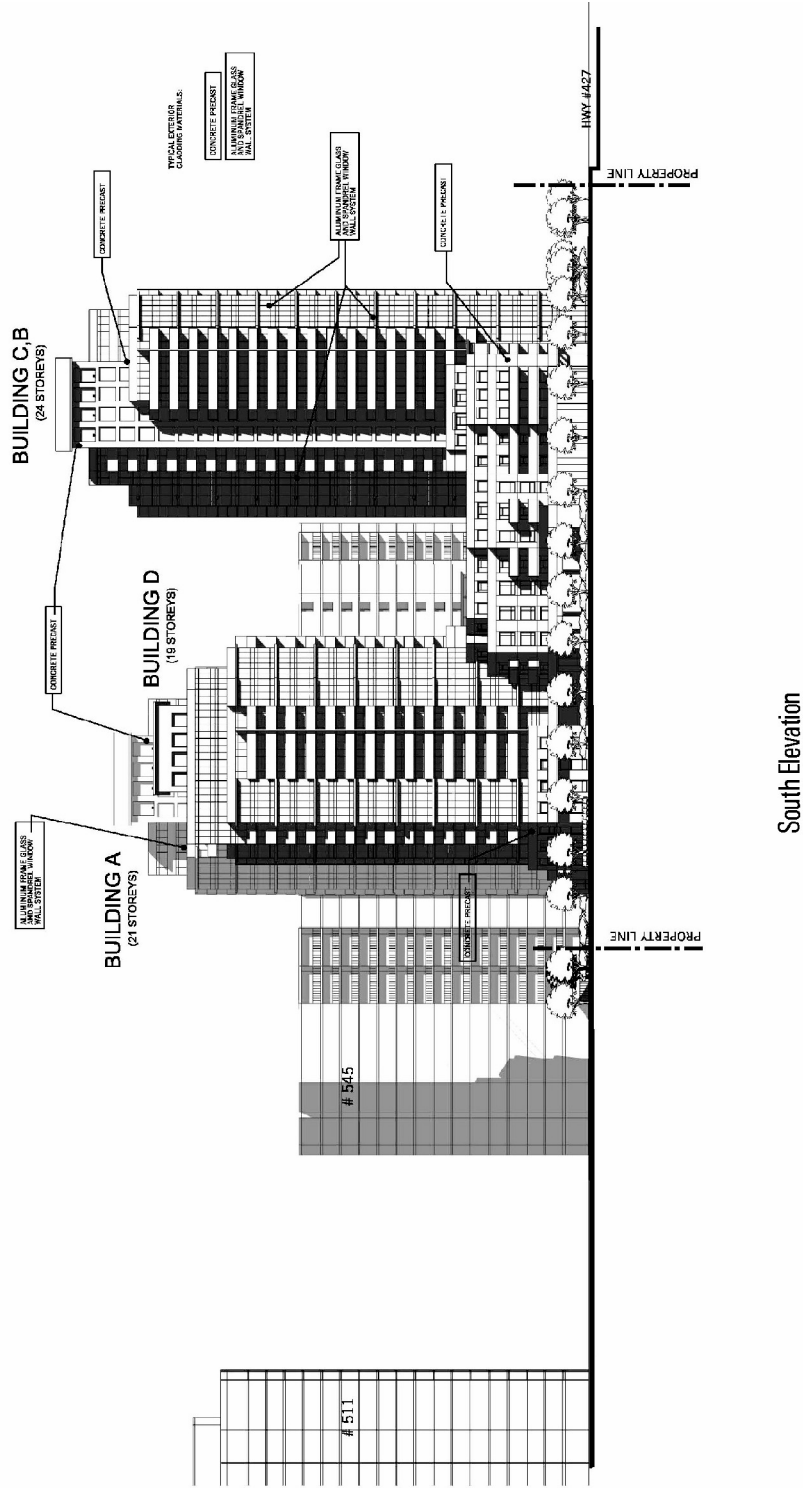 BUILDING C,B
(24 STOREYS)
CONCRETE PRECAST
TYPICAL EXTERIOR
CLADDING MATERIALS:
CONCRETE PRECAST
ALUMINUM FRAME GLASS
AND SPANDREL WINDOW
WALL SYSTEM
ALUMINUM FRAME GLASS
AND SPANDREL WINDOW
WALL SYSTEM
CONCRETE PRECAST
HWY #427
PROPERTY LINE
CONCRETE PRECAST
BUILDING D
(19 STOREYS)
ALUMINUM FRAME GLASS
AND SPANDREL WINDOW
WALL SYSTEM
BUILDING A
(21 STOREYS)
CONCRETE PRECAST
PROPERTY LINE
# 545
# 511
South Elevation